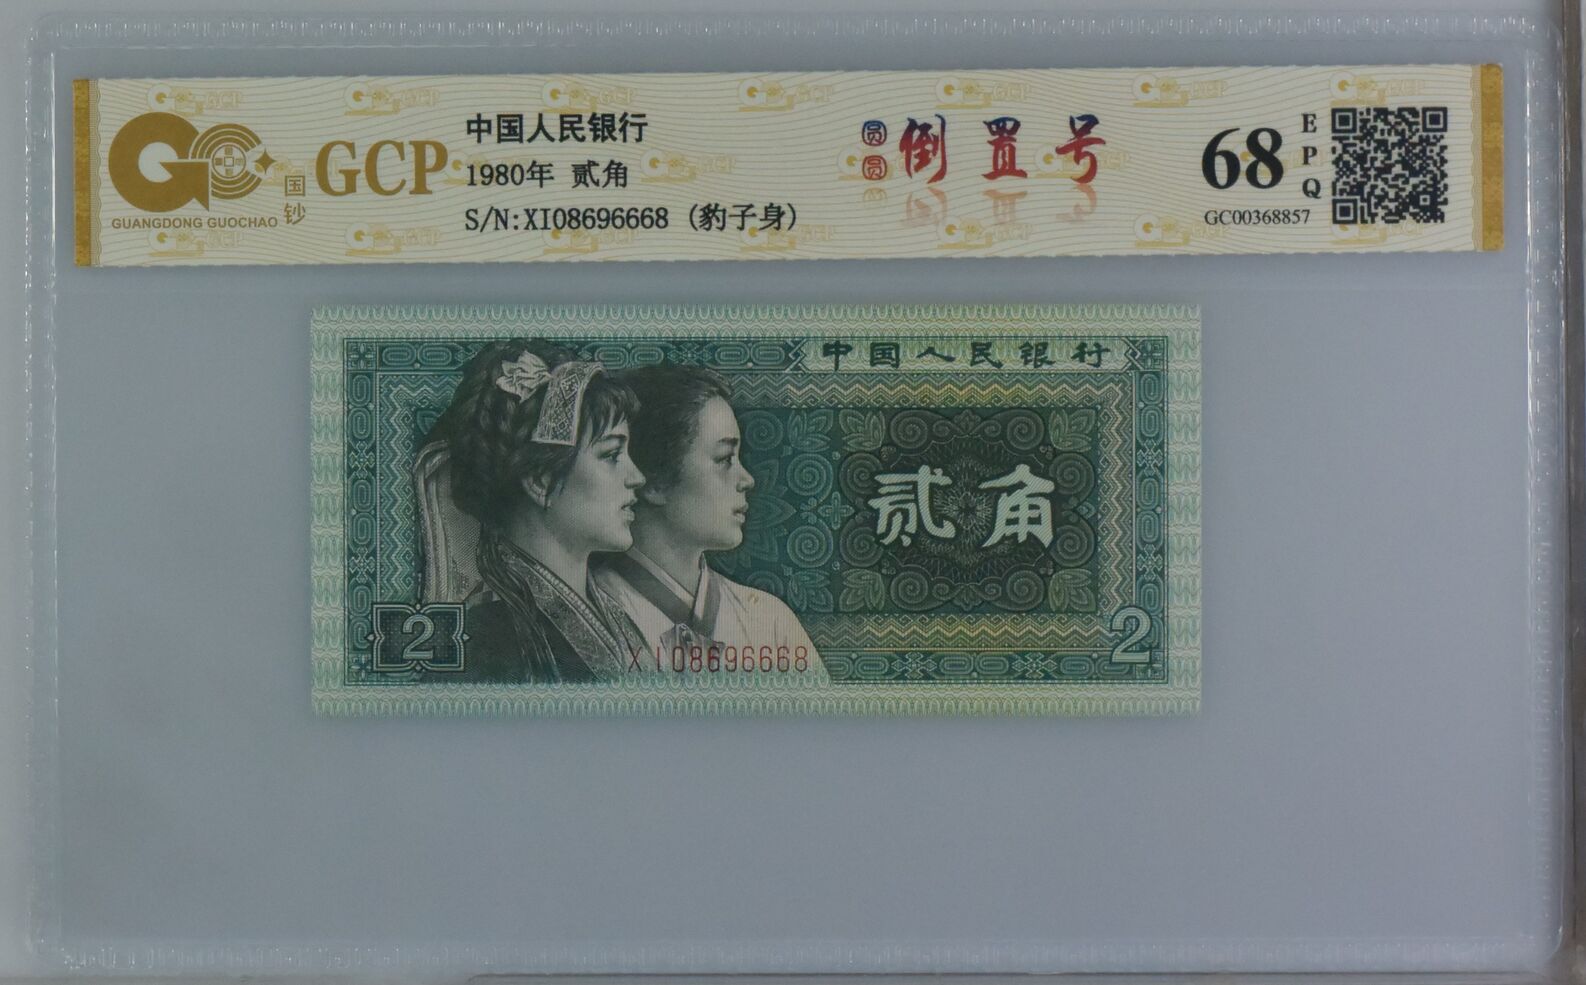 GUANGDONG GUOCHAO
国钞
GCP
中国人民银行
1980年 贰角
S/N:XI08696668 (豹子身)
圆圆
倒置号
68
EPQ
GC00368857
中国人民银行
贰角
2
XI08696668
2